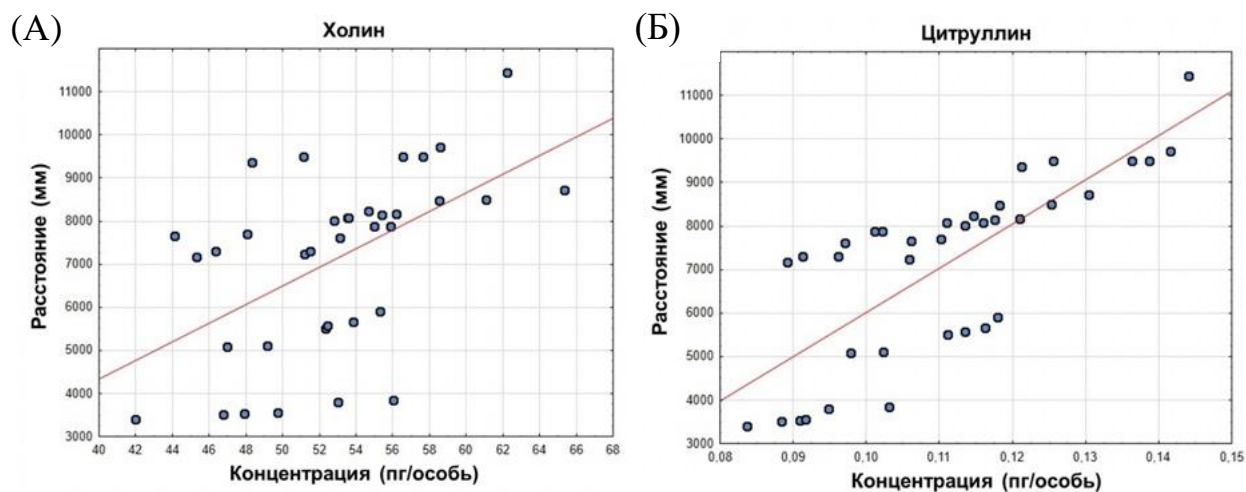 (А)
Холин
Расстояние (мм)
11000
10000
9000
8000
7000
6000
5000
4000
3000
40 42 44 46 48 50 52 54 56 58 60 62 64 66 68
Концентрация (пг/особь)
(Б)
Цитруллин
Расстояние (мм)
11000
10000
9000
8000
7000
6000
5000
4000
3000
0,08 0,09 0,10 0,11 0,12 0,13 0,14 0,15
Концентрация (пг/особь)